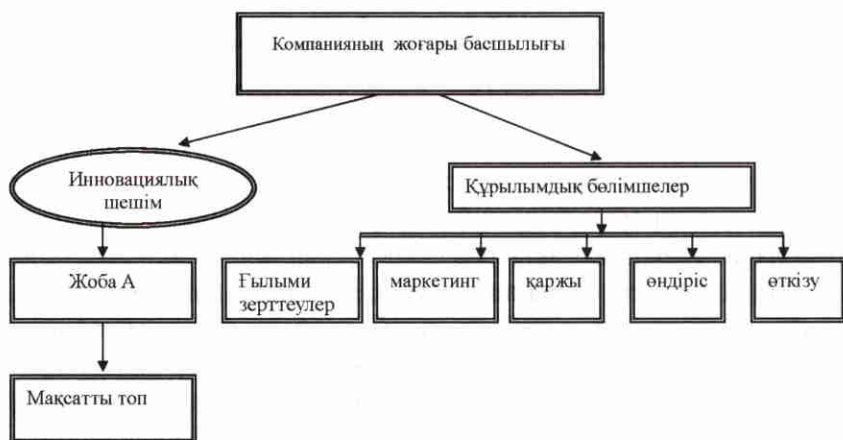 Компанияның жоғары басшылығы
Инновациялық
шешім
Құрылымдық бөлімшелер
Жоба А
Ғылыми
зерттеулер
маркетинг
қаржы
өндіріс
өткізу
Мақсатты топ